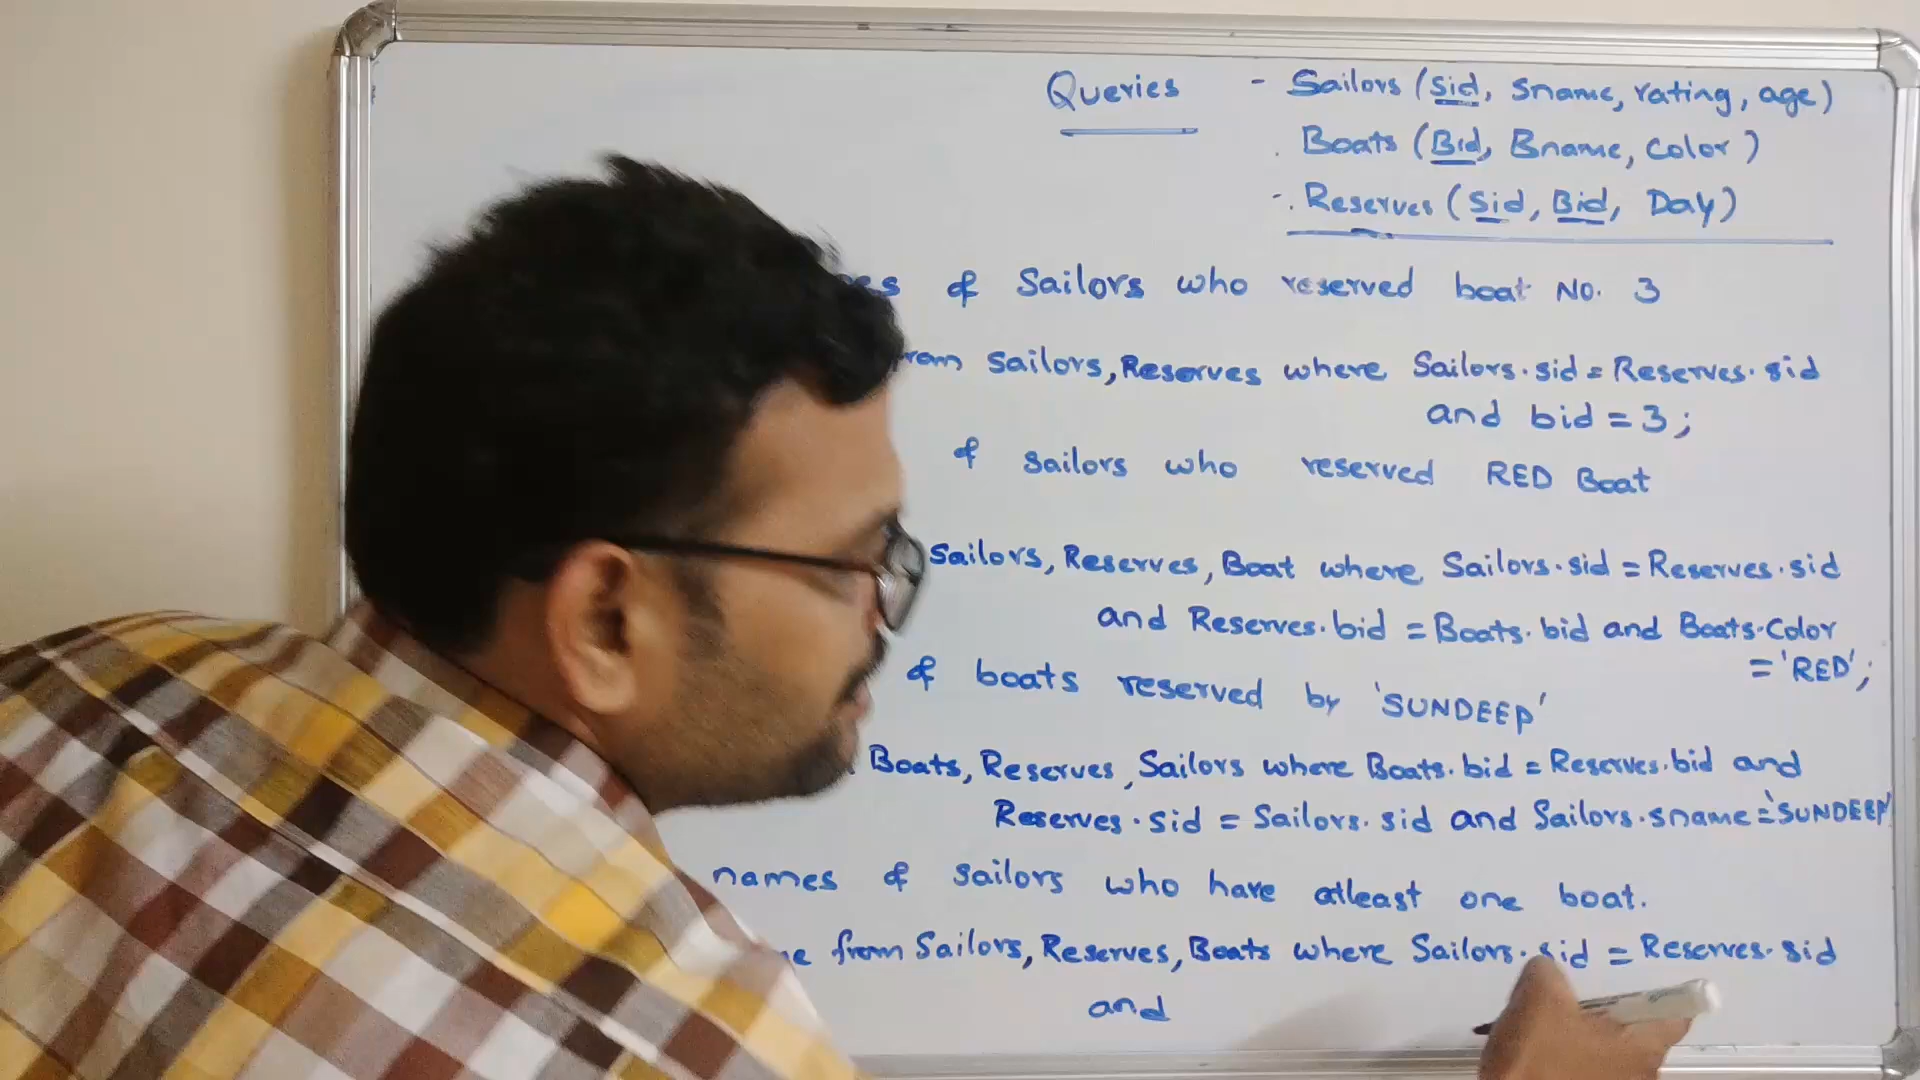 Queries - Sailors (sid, sname, rating, age)
. Boats (Bid, Bname, color)
-. Reserves (Sid, Bid, Day)
of Sailors who reserved boat No. 3
Sailors, Reserves where Sailors.sid = Reserves.sid
and bid = 3;
of sailors who reserved RED Boat
Sailors, Reserves, Boat where Sailors.sid = Reserves.sid
and Reserves.bid = Boats.bid and Boats.Color
= 'RED';
of boats reserved by 'SUNDEEP'
Boats, Reserves, Sailors where Boats.bid = Reserves.bid and
Reserves.sid = Sailors.sid and Sailors.sname = 'SUNDEEP'
names of sailors who have atleast one boat.
from Sailors, Reserves, Boats where Sailors.sid = Reserves.sid
and